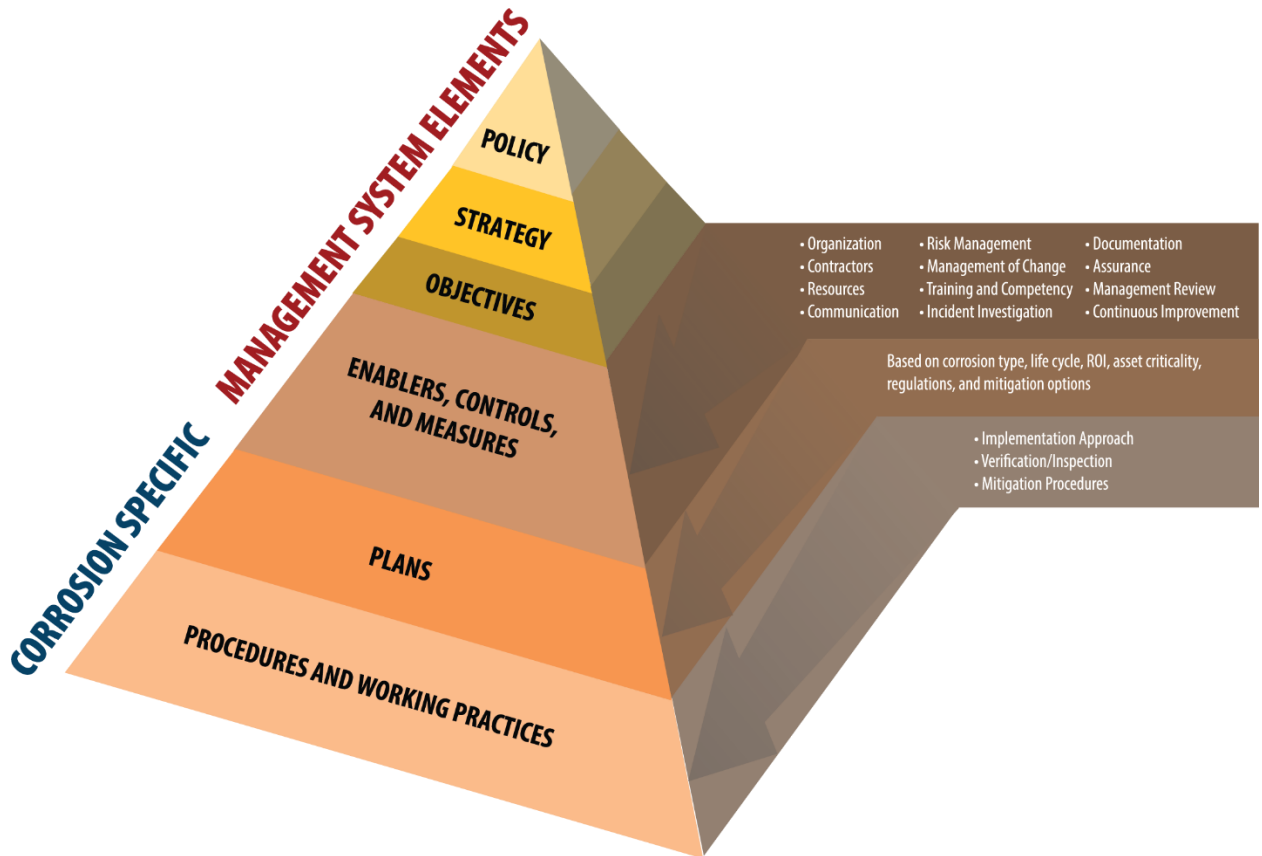 MANAGEMENT SYSTEM ELEMENTS
CORROSION SPECIFIC
POLICY
STRATEGY
OBJECTIVES
ENABLERS, CONTROLS,
AND MEASURES
PLANS
PROCEDURES AND WORKING PRACTICES
• Organization
• Contractors
• Resources
• Communication
• Risk Management
• Management of Change
• Training and Competency
• Incident Investigation
• Documentation
• Assurance
• Management Review
• Continuous Improvement
Based on corrosion type, life cycle, ROI, asset criticality,
regulations, and mitigation options
• Implementation Approach
• Verification/Inspection
• Mitigation Procedures